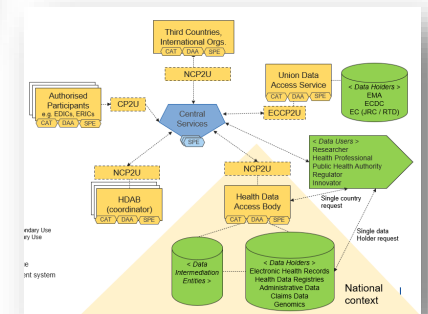 Third Countries,
International Orgs.
CAT DAA SPE
NCP2U
Union Data
Access Service
CAT DAA SPE
< Data Holders >
EMA
ECDC
EC (JRC / RTD)
Authorised
Participants
e.g. EDICs, ERICs
CAT DAA SPE
CP2U
ECCP2U
Central
Services
SPE
< Data Users >
Researcher
Health Professional
Public Health Authority
Regulator
Innovator
NCP2U
NCP2U
HDAB
(coordinator)
CAT DAA SPE
Health Data
Access Body
CAT DAA SPE
Single country
request
Single data
Holder request
ondary Use
ry Use
ent system
< Data
Intermediation
Entities >
< Data Holders >
Electronic Health Records
Health Data Registries
Administrative Data
Claims Data
Genomics
National
context